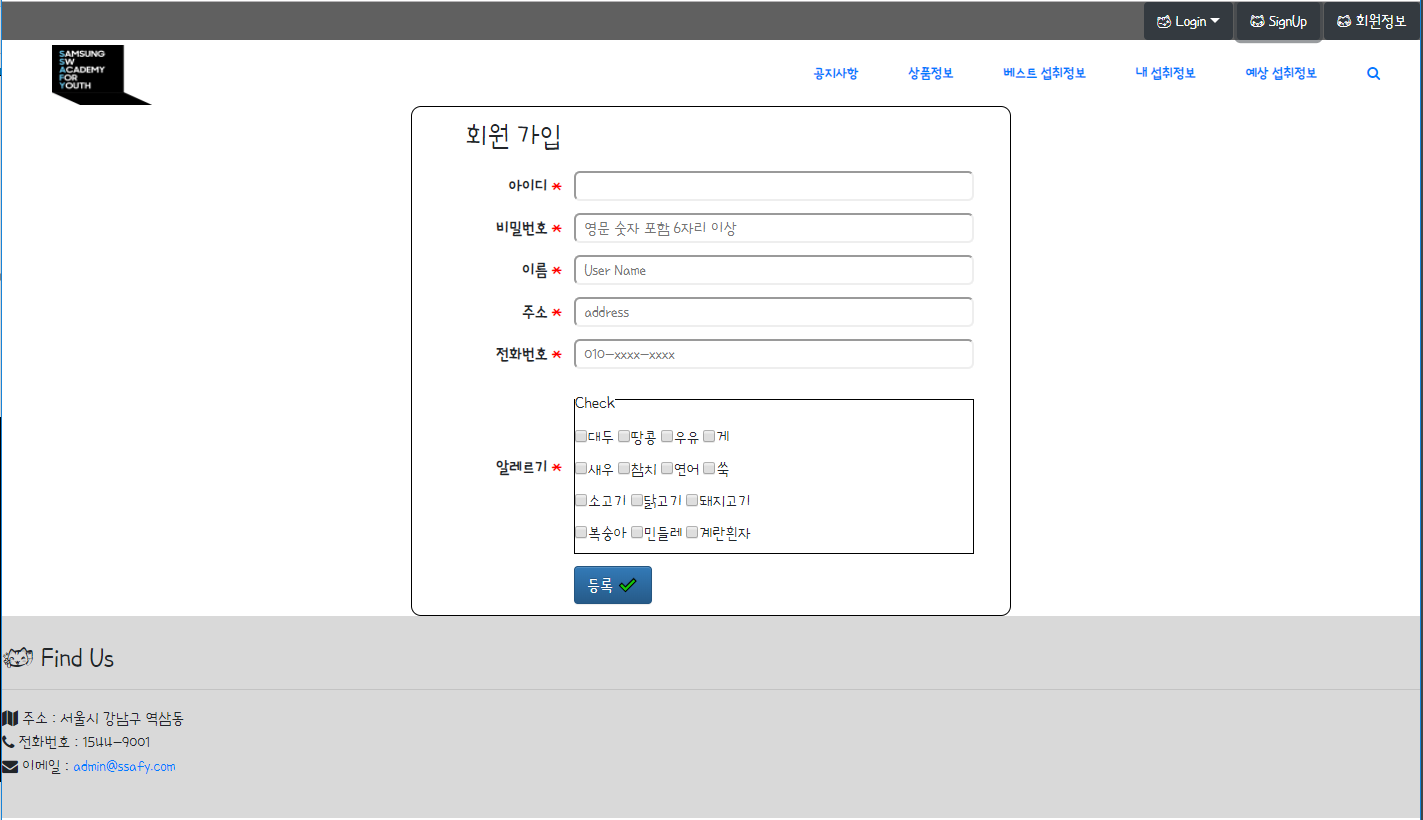 Login SignUp 회원정보
SAMSUNG
SW
ACADEMY
FOR
YOUTH
공지사항 상품정보 베스트 섭취정보 내 섭취정보 예상 섭취정보
회원 가입
아이디 *
비밀번호 * 영문 숫자 포함 6자리 이상
이름 * User Name
주소 * address
전화번호 * 010-xxxx-xxxx
Check
대두 땅콩 우유 게
알레르기 *
새우 참치 연어 쑥
소고기 닭고기 돼지고기
복숭아 민들레 계란흰자
등록
Find Us
주소 : 서울시 강남구 역삼동
전화번호 : 1544-9001
이메일 : admin@ssafy.com